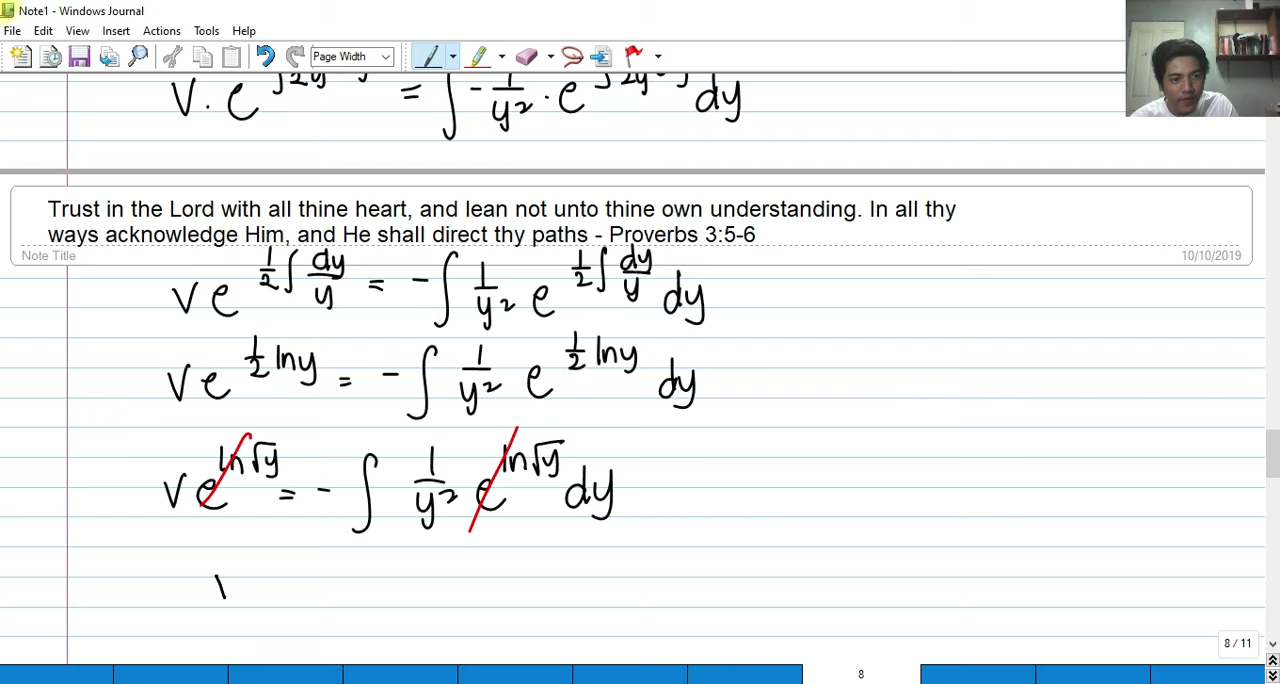 Note1 - Windows Journal
File Edit View Insert Actions Tools Help
Page Width
V · e^∫ = ∫ - 1/y² · e^∫ dy
Trust in the Lord with all thine heart, and lean not unto thine own understanding. In all thy
ways acknowledge Him, and He shall direct thy paths - Proverbs 3:5-6
Note Title
10/10/2019
V e^(1/2 ∫ dy/y) = - ∫ 1/y² e^(1/2 ∫ dy/y) dy
V e^(1/2 ln y) = - ∫ 1/y² e^(1/2 ln y) dy
V e^(ln √y) = - ∫ 1/y² e^(ln √y) dy
8 / 11
8